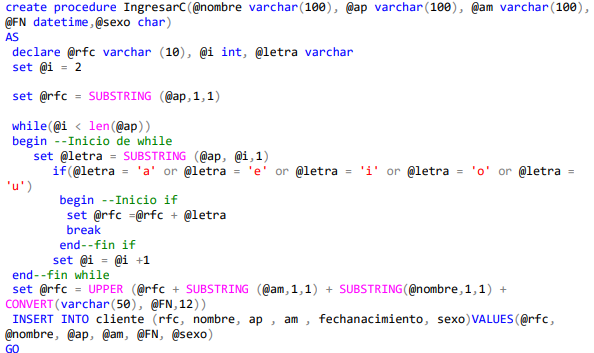 create procedure IngresarC(@nombre varchar(100), @ap varchar(100), @am varchar(100),
@FN datetime,@sexo char)
AS
declare @rfc varchar (10), @i int, @letra varchar
set @i = 2
set @rfc = SUBSTRING (@ap,1,1)
while(@i < len(@ap))
begin --Inicio de while
set @letra = SUBSTRING (@ap, @i,1)
if(@letra = 'a' or @letra = 'e' or @letra = 'i' or @letra = 'o' or @letra =
'u')
begin --Inicio if
set @rfc =@rfc + @letra
break
end--fin if
set @i = @i +1
end--fin while
set @rfc = UPPER (@rfc + SUBSTRING (@am,1,1) + SUBSTRING(@nombre,1,1) +
CONVERT(varchar(50), @FN,12))
INSERT INTO cliente (rfc, nombre, ap , am , fechanacimiento, sexo)VALUES(@rfc,
@nombre, @ap, @am, @FN, @sexo)
GO